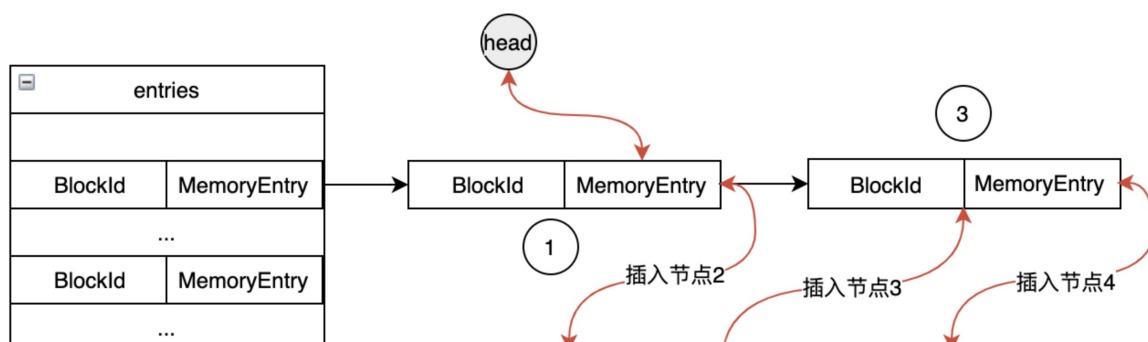 head
entries
3
BlockId MemoryEntry
BlockId MemoryEntry
BlockId MemoryEntry
...
1
BlockId MemoryEntry
插入节点2
插入节点3
插入节点4
...